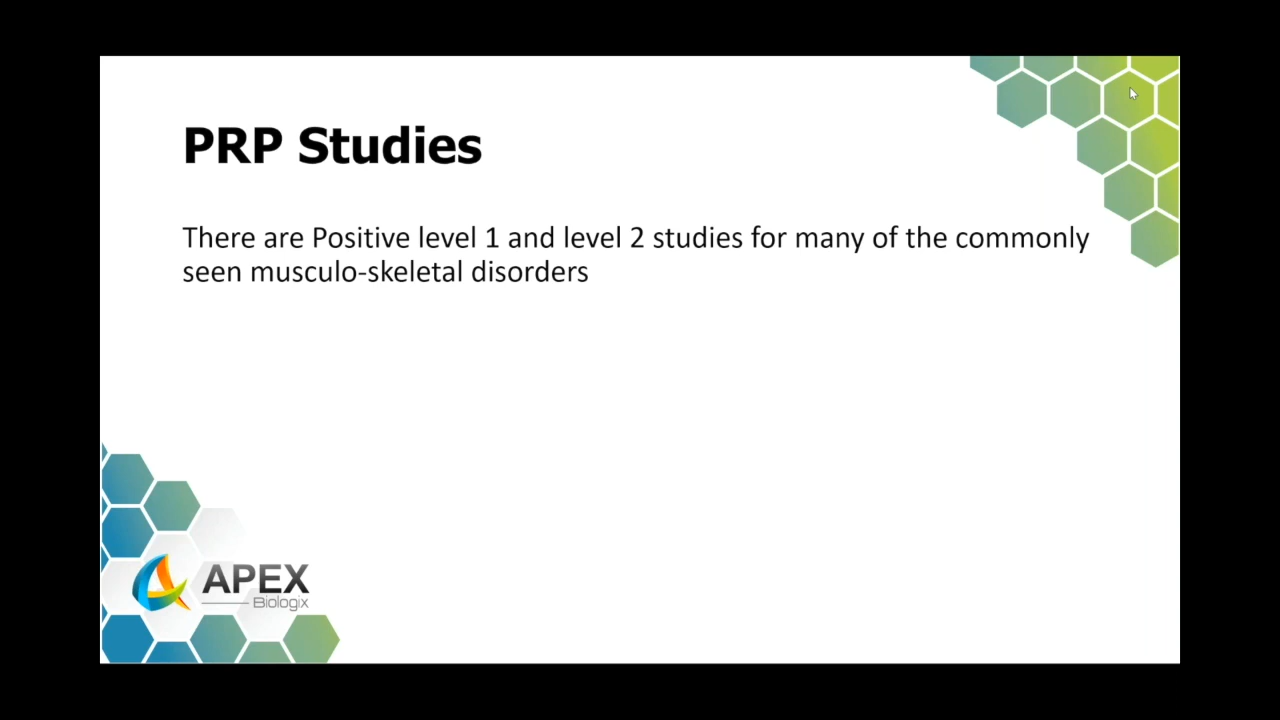 PRP Studies
There are Positive level 1 and level 2 studies for many of the commonly
seen musculo-skeletal disorders
APEX
Biologix